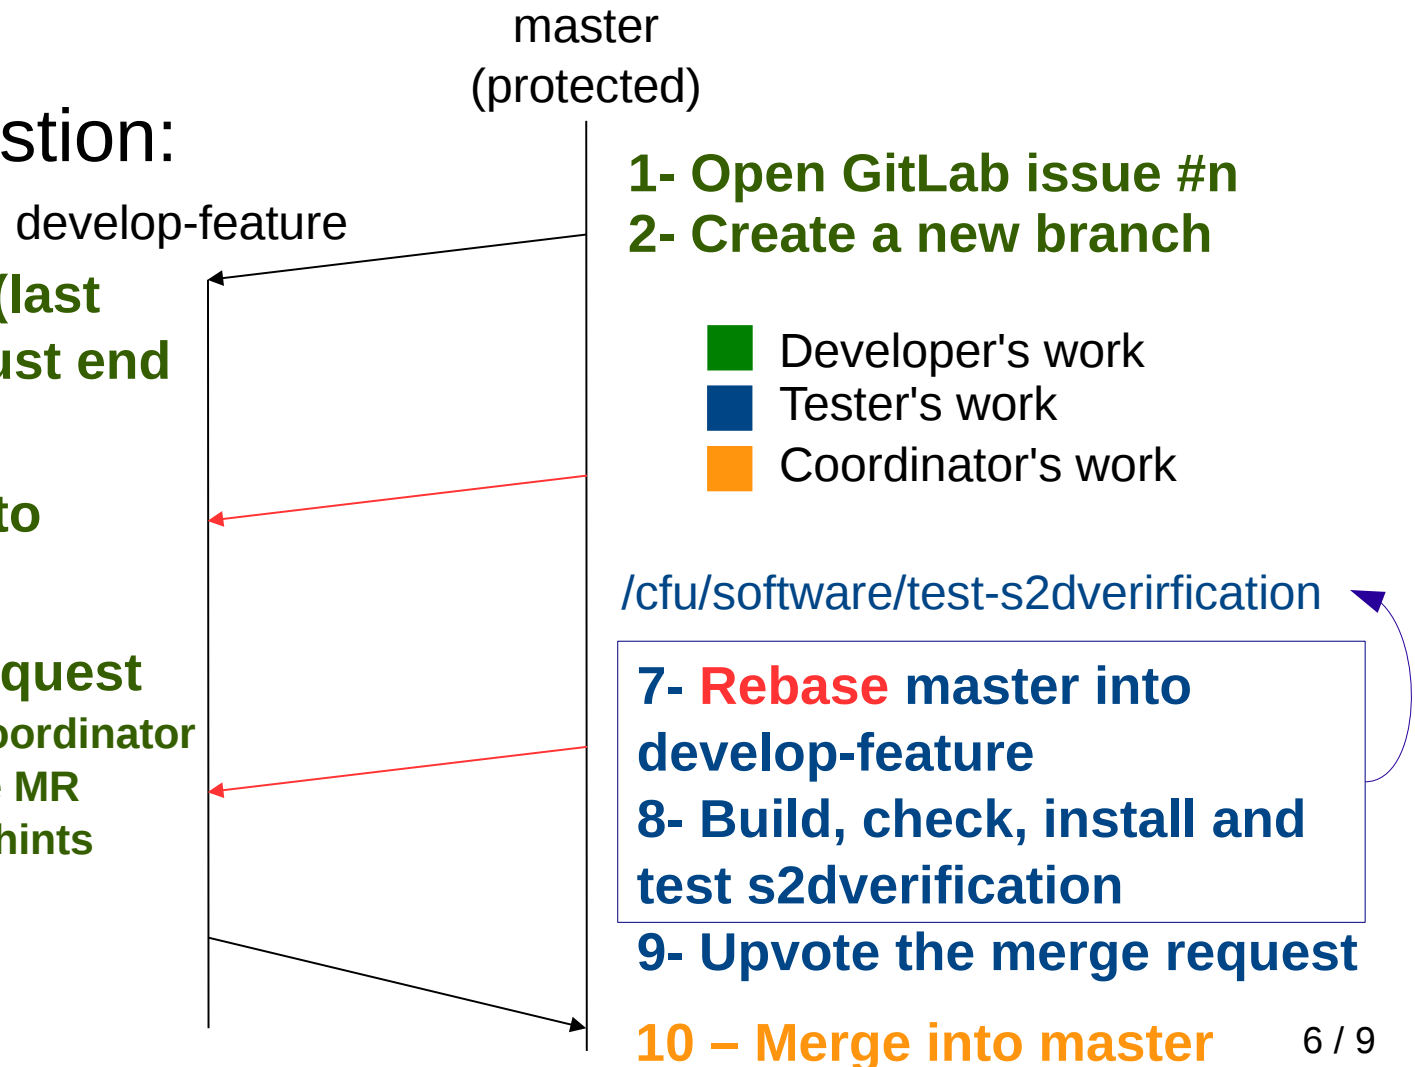 master
(protected)
stion:
1- Open GitLab issue #n
develop-feature
2- Create a new branch
(last
ust end
Developer's work
Tester's work
Coordinator's work
to
/cfu/software/test-s2dverirfication
quest
oordinator
e MR
hints
7- Rebase master into
develop-feature
8- Build, check, install and
test s2dverification
9- Upvote the merge request
10 – Merge into master
6 / 9